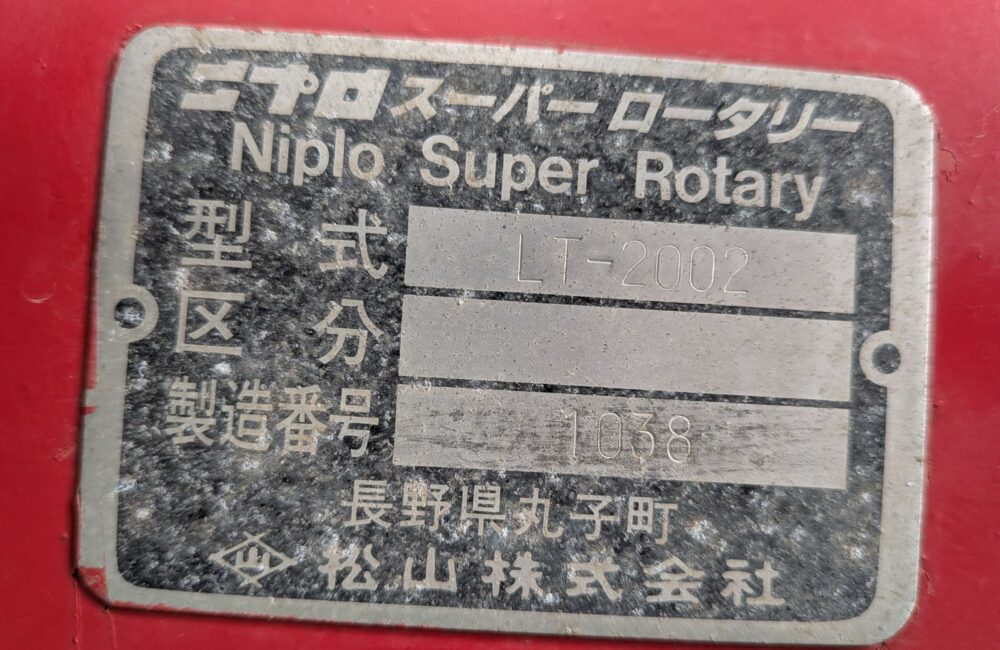 ニプロ スーパーロータリー
Niplo Super Rotary
型式 LT-2002
区分
製造番号 1038
長野県丸子町
松山株式会社